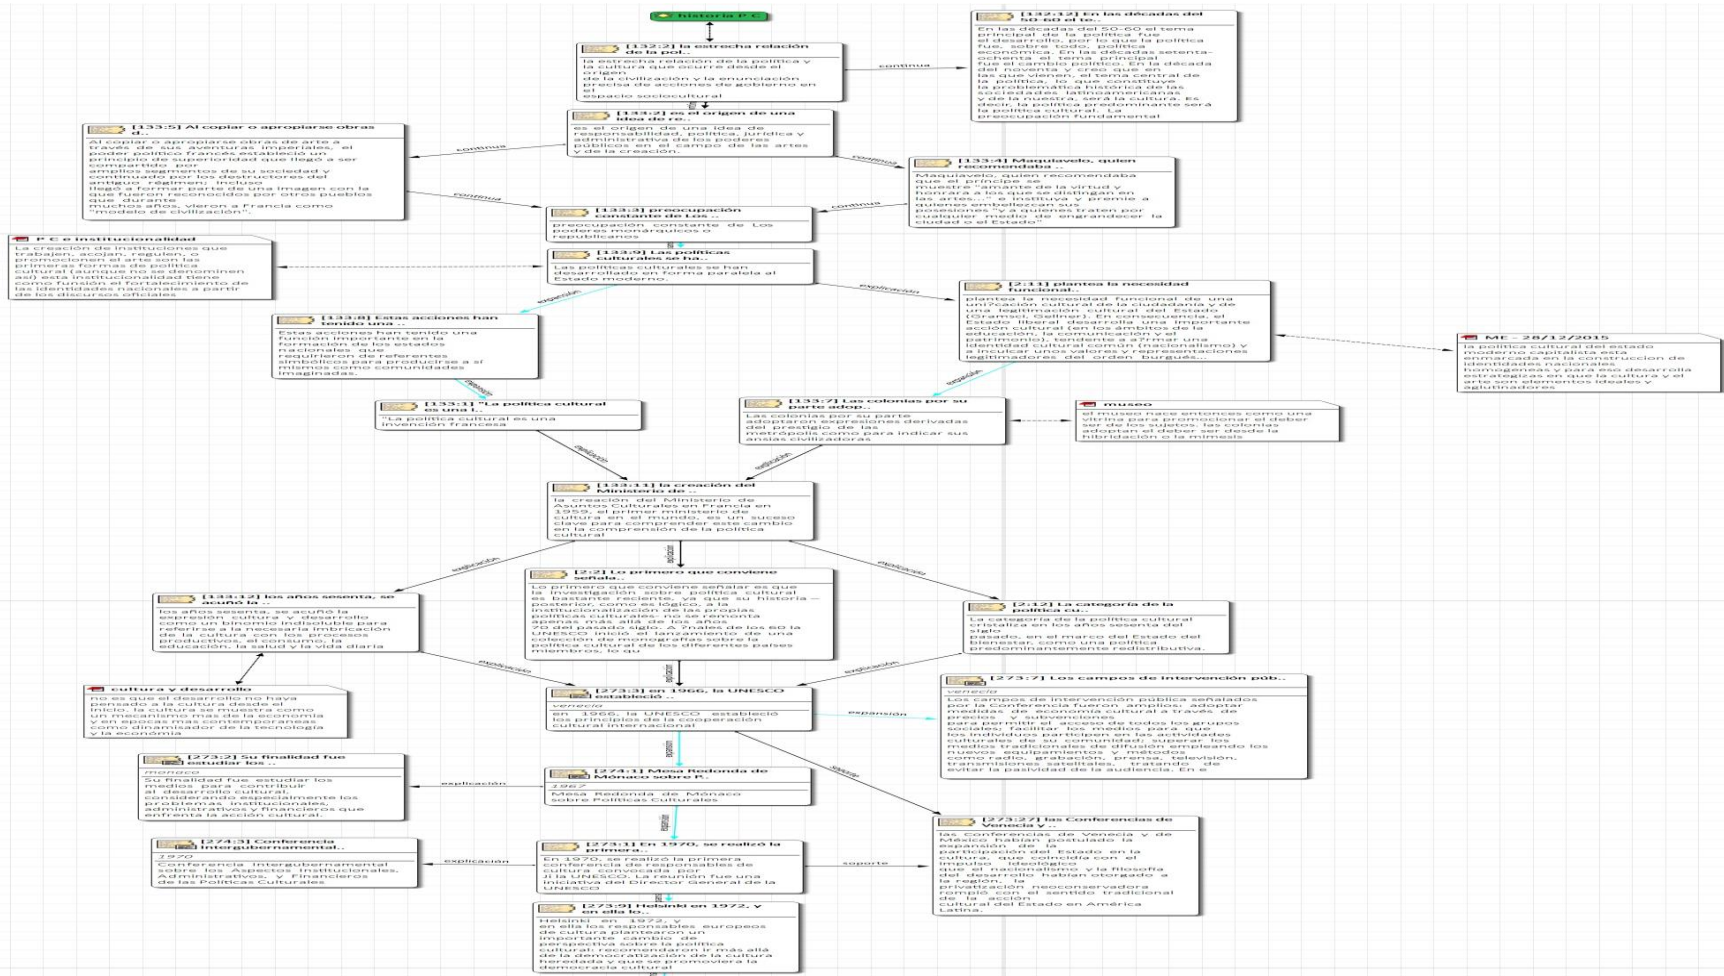 historia P C
[132:2] la estrecha relación
de la pol..
la estrecha relación de la política y
la cultura que ocurre desde el
origen
de la civilización y la enunciación
precisa de acciones de gobierno en
el
espacio sociocultural
continua
[132:12] En las décadas del
50-60 el te..
En las décadas del 50-60 el tema
principal de la política fue
el desarrollo, por lo que la política
fue, sobre todo, política
económica. En las décadas setenta-
ochenta el tema principal
fue el cambio político. En la década
del noventa y creo que en
las que vienen, el tema central de
la política, lo que constituye
la problemática histórica de las
sociedades latinoamericanas
y de la nuestra, será la cultura. Es
decir, la política predominante será
la política cultural. La
preocupación fundamental
[133:2] es el origen de una
idea de re..
es el origen de una idea de
responsabilidad, política, jurídica y
administrativa de los poderes
públicos en el campo de las artes
y de la creación.
continua
continua
[133:5] Al copiar o apropiarse obras
d..
Al copiar o apropiarse obras de arte a
través de sus aventuras imperiales, el
poder político francés estableció un
principio de superioridad que llegó a ser
compartido por
amplios segmentos de su sociedad y
continuado por los destructores del
antiguo régimen; incluso
llegó a formar parte de una imagen con la
que fueron reconocidos por otros pueblos
que durante
muchos años, vieron a Francia como
"modelo de civilización".
[133:4] Maquiavelo, quien
recomendaba ..
Maquiavelo, quien recomendaba
que el príncipe se
muestre "amante de la virtud y
honrará a los que se distingan en
las artes..." e instituya y premie a
quienes embellezcan sus
posesiones "y a quienes traten por
cualquier medio de engrandecer la
ciudad o el Estado"
continua
continua
[133:3] preocupación
constante de Los ..
preocupación constante de Los
poderes monárquicos o
republicanos
P C e institucionalidad
La creación de instituciones que
trabajen, acojan, regulen, o
promocionen el arte son las
primeras formas de política
cultural (aunque no se denominen
así) esta institucionalidad tiene
como funsión el fortalecimiento de
las identidades nacionales a partir
de los discursos oficiales
[133:9] Las políticas
culturales se ha..
Las políticas culturales se han
desarrollado en forma paralela al
Estado moderno.
expansión
explicación
[133:8] Estas acciones han
tenido una ..
Estas acciones han tenido una
función importante en la
formación de los estados
nacionales que
requirieron de referentes
simbólicos para producirse a sí
mismos como comunidades
imaginadas.
[2:11] plantea la necesidad
funcional..
plantea la necesidad funcional de una
uni?cación cultural de la ciudadanía y de
una legitimación cultural del Estado
(Gramsci, Gellner). En consecuencia, el
Estado liberal desarrolla una importante
acción cultural (en los ámbitos de la
educación, la comunicación y el
patrimonio), tendente a a?rmar una
identidad cultural común (nacionalismo) y
a inculcar unos valores y representaciones
legitimadores del orden burgués...
ME - 28/12/2015
la política cultural del estado
moderno capitalista esta
enmarcada en la construccion de
identidades nacionales
homogeneas y para eso desarrolla
estrategizas en que la cultura y el
arte son elementos ideales y
aglutinadores
expansión
expansión
[133:1] "La política cultural
es una i..
"La política cultural es una
invención francesa
[133:7] Las colonias por su
parte adop..
Las colonias por su parte
adoptaron expresiones derivadas
del prestigio de las
metrópolis como para indicar sus
ansias civilizadoras
museo
el museo nace entonces como una
vitrina para promocionar el deber
ser de los sujetos. las colonias
adoptan el deber ser desde la
hibridación o la mimesis
explicación
explicación
[133:11] la creación del
Ministerio de ..
la creación del Ministerio de
Asuntos Culturales en Francia en
1959, el primer ministerio de
cultura en el mundo, es un suceso
clave para comprender este cambio
en la comprensión de la política
cultural
explicación
explicación
explicación
[133:12] los años sesenta, se
acuñó la ..
los años sesenta, se acuñó la
expresión cultura y desarrollo
como un binomio indisoluble para
referirse a la necesaria imbricación
de la cultura con los procesos
productivos, el consumo, la
educación, la salud y la vida diaria
[2:2] Lo primero que conviene
señala..
Lo primero que conviene señalar es que
la investigación sobre política cultural
es bastante reciente, ya que su historia –
posterior, como es lógico, a la
institucionalización de las propias
políticas culturales- no se remonta
apenas más allá de los años
70 del pasado siglo. A ?nales de los 60 la
UNESCO inició el lanzamiento de una
colección de monografías sobre la
política cultural de los diferentes países
miembros, lo qu
[2:12] La categoría de la
política cu..
La categoría de la política cultural
cristaliza en los años sesenta del
siglo
pasado, en el marco del Estado del
bienestar, como una política
predominantemente redistributiva.
explicación
explicación
explicación
cultura y desarrollo
no es que el desarrollo no haya
pensado a la cultura desde el
inicio, la cultura se muestra como
un mecanismo mas de la economia
y en epocas mas contemporaneas
como dinamizador de la tecnologia
y la economia
[273:3] en 1966, la UNESCO
estableció ..
venecia
en 1966, la UNESCO estableció
los principios de la cooperación
cultural internacional
expansión
[273:7] Los campos de intervención púb..
venecia
Los campos de intervención pública señalados
por la Conferencia fueron amplios: adoptar
medidas de economía cultural a través de
precios y subvenciones
para permitir el acceso de todos los grupos
sociales; facilitar los medios para que
los individuos participen en las actividades
culturales de su comunidad; superar los
medios tradicionales de difusión empleando los
nuevos equipamientos y métodos
como radio, grabación, prensa, televisión,
transmisiones satelitales, tratando de
evitar la pasividad de la audiencia. En e
expansión
soporte
[273:2] Su finalidad fue
estudiar los ..
monaco
Su finalidad fue estudiar los
medios para contribuir
al desarrollo cultural,
considerando especialmente los
problemas institucionales,
administrativos y financieros que
enfrenta la acción cultural.
explicación
[274:1] Mesa Redonda de
Mónaco sobre P..
1967
Mesa Redonda de Mónaco
sobre Políticas Culturales
expansión
[273:27] las Conferencias de
Venecia y ..
las Conferencias de Venecia y de
México habían postulado la
expansión de la
participación del Estado en la
cultura, que coincidía con el
impulso ideológico
que el nacionalismo y la filosofía
del desarrollo habían otorgado a
la región, la
privatización neoconservadora
rompió con el sentido tradicional
de la acción
cultural del Estado en América
Latina.
[274:3] Conferencia
Intergubernamental..
1970
Conferencia Intergubernamental
sobre los Aspectos Institucionales,
Administrativos, y Financieros
de las Políticas Culturales
explicación
[273:1] En 1970, se realizó la
primera..
En 1970, se realizó la primera
conferencia de responsables de
cultura convocada por
Ji la UNESCO. La reunión fue una
iniciativa del Director General de la
UNESCO
soporte
[273:9] Helsinki en 1972, y
en ella lo..
Helsinki en 1972, y
en ella los responsables europeos
de cultura plantearon un
importante cambio de
perspectiva sobre la política
cultural: recomendaron ir más allá
de la democratización de la cultura
heredada y que se promoviera la
democracia cultural